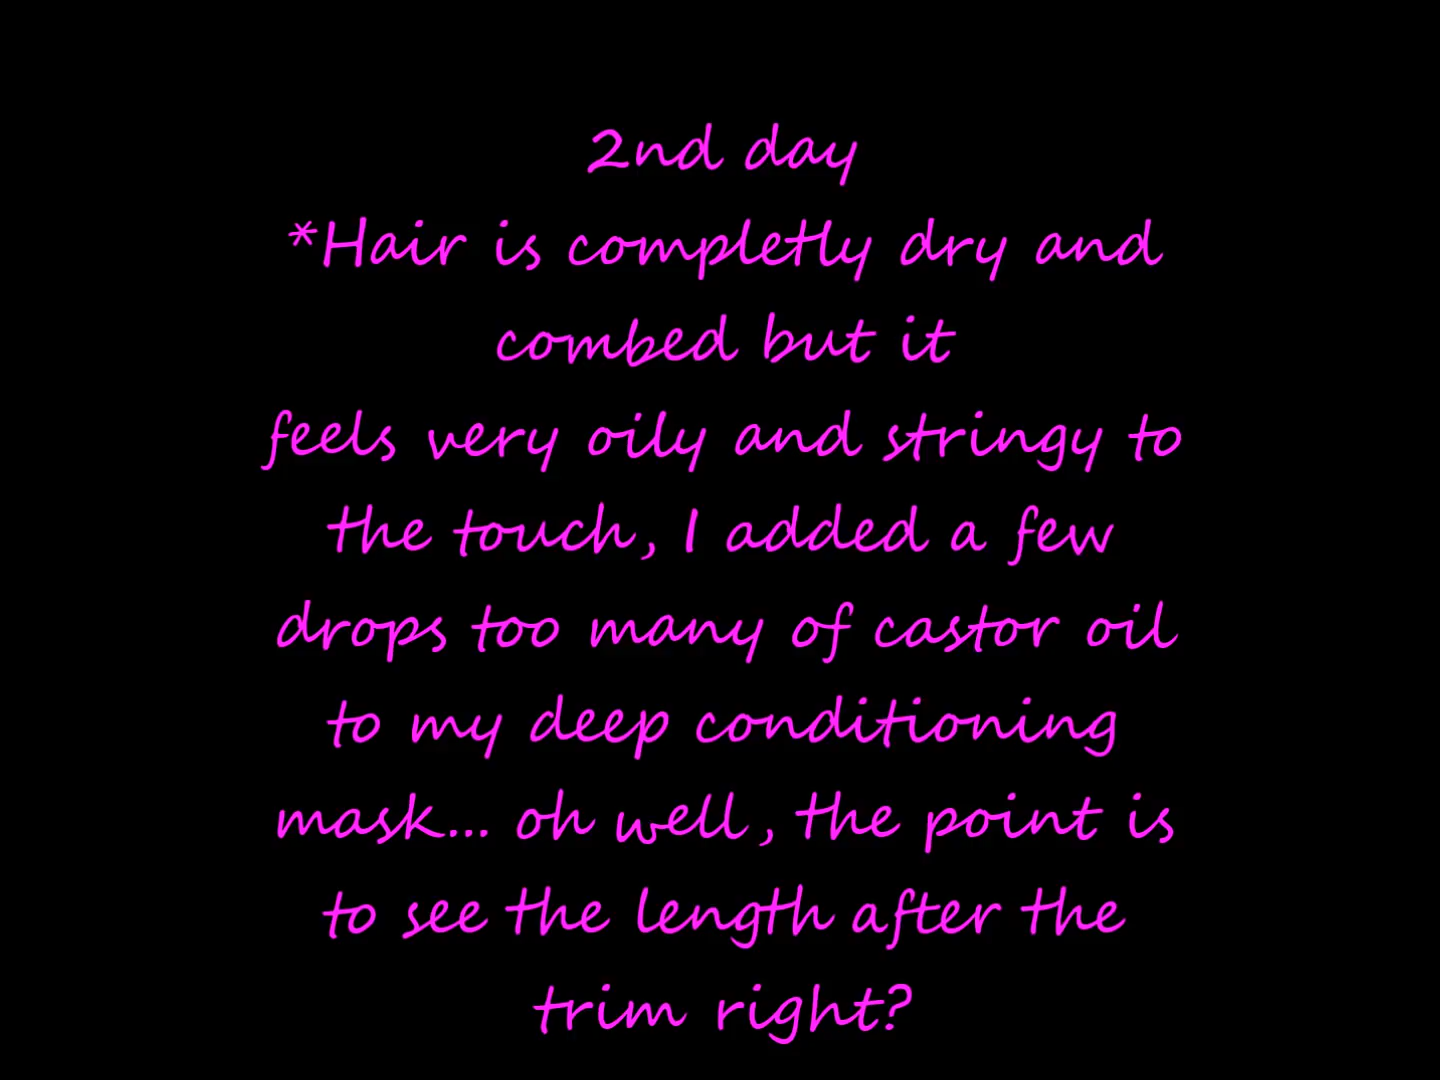 2nd day
*Hair is completly dry and
combed but it
feels very oily and stringy to
the touch, I added a few
drops too many of castor oil
to my deep conditioning
mask... oh well, the point is
to see the length after the
trim right?